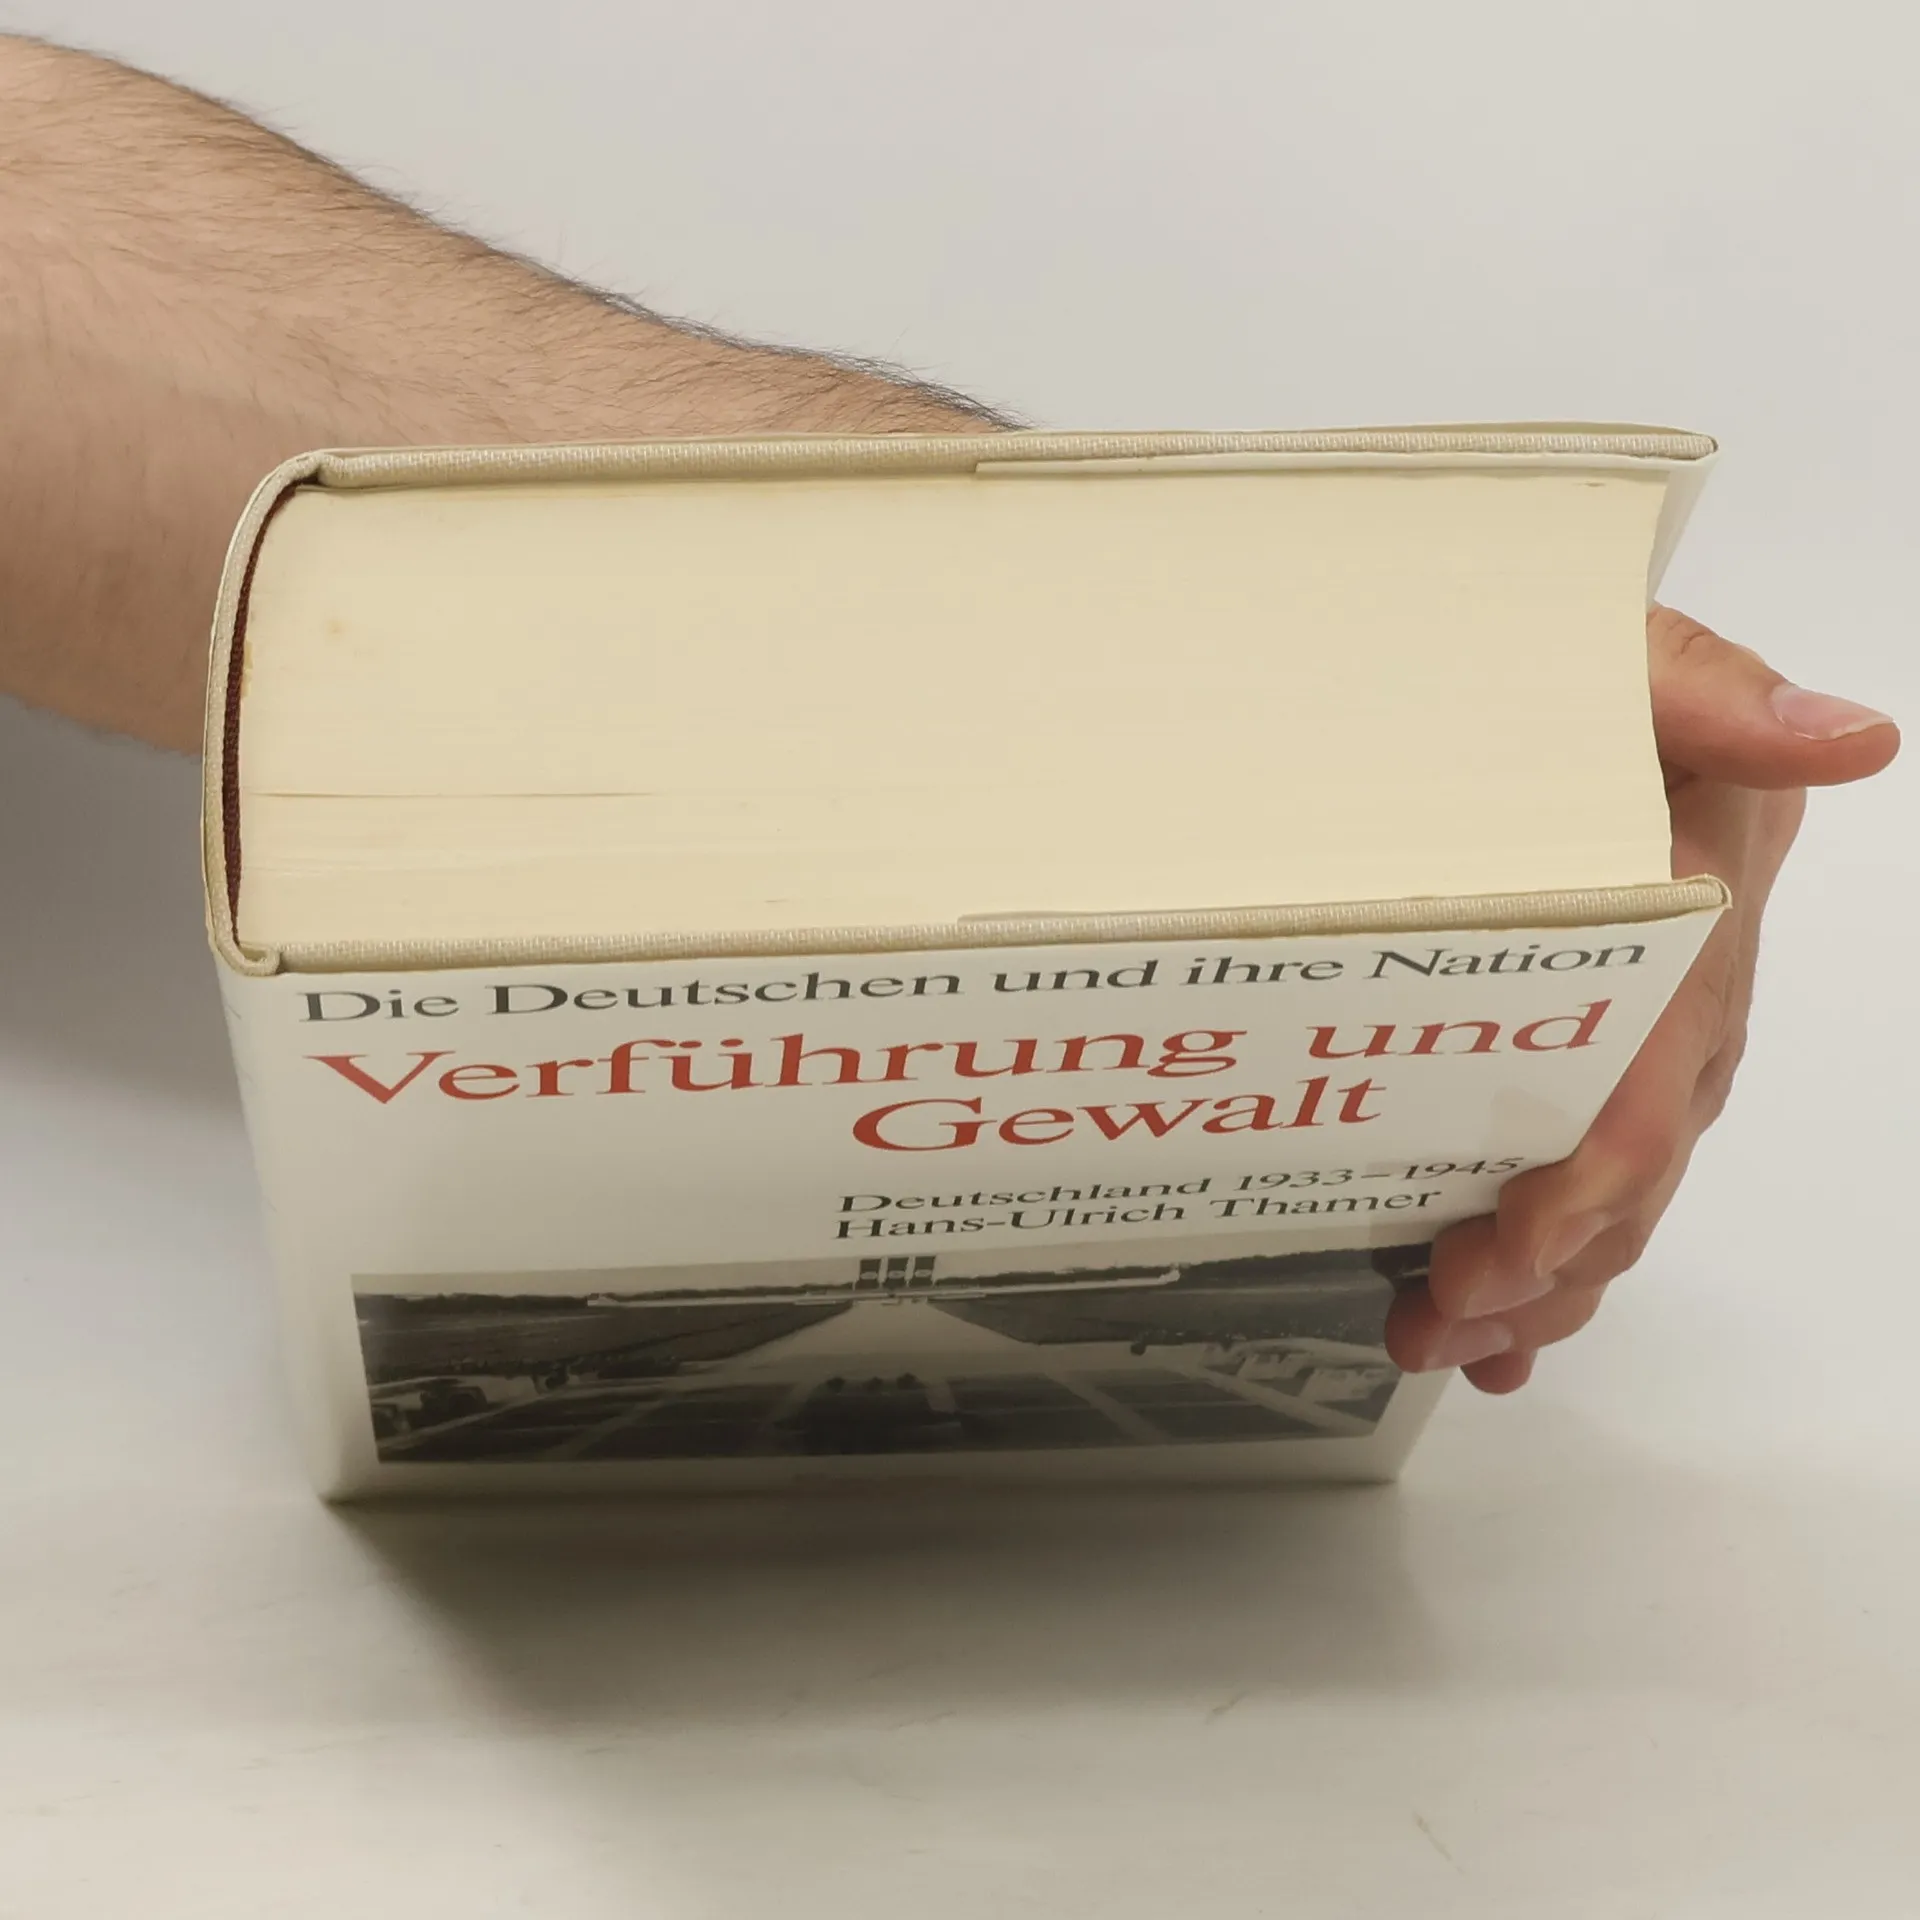 Die Deutschen und ihre Nation
Verführung und
Gewalt
Deutschland 1933–1945
Hans-Ulrich Thamer